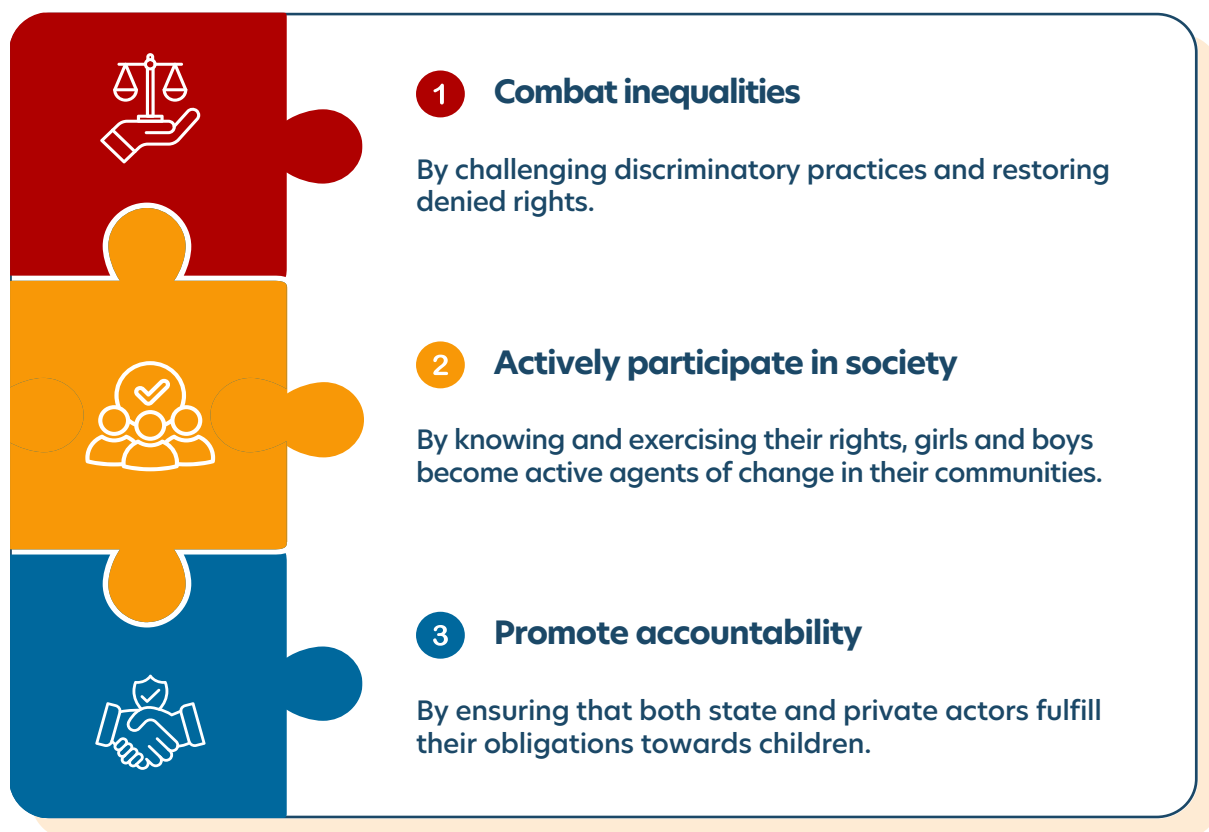 1 Combat inequalities
By challenging discriminatory practices and restoring
denied rights.
2 Actively participate in society
By knowing and exercising their rights, girls and boys
become active agents of change in their communities.
3 Promote accountability
By ensuring that both state and private actors fulfill
their obligations towards children.